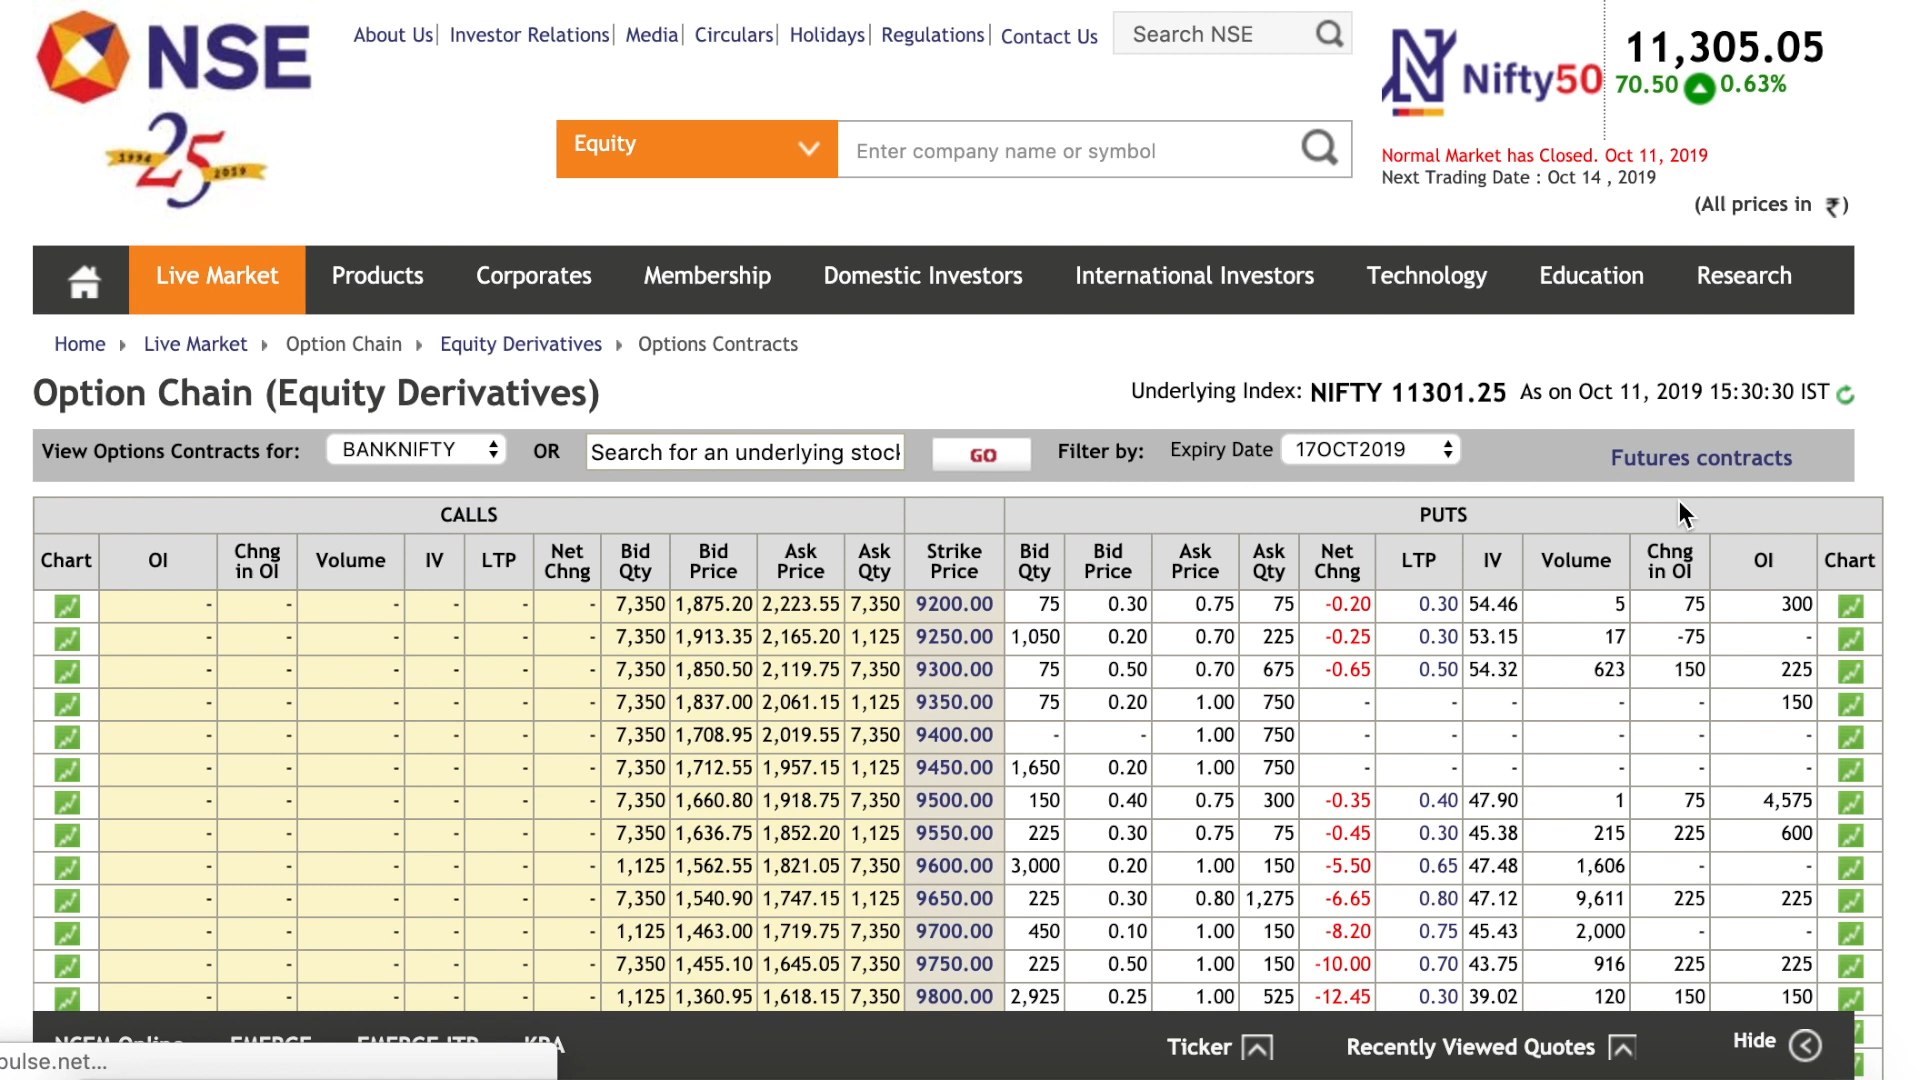 NSE
1994 25 2019
About Us| Investor Relations| Media| Circulars| Holidays| Regulations| Contact Us
Search NSE
Nifty50
11,305.05
70.50 0.63%
Equity
Enter company name or symbol
Normal Market has Closed. Oct 11, 2019
Next Trading Date : Oct 14 , 2019
(All prices in ₹)
Live Market Products Corporates Membership Domestic Investors International Investors Technology Education Research
Home Live Market Option Chain Equity Derivatives Options Contracts
Option Chain (Equity Derivatives)
Underlying Index: NIFTY 11301.25 As on Oct 11, 2019 15:30:30 IST
View Options Contracts for: BANKNIFTY OR Search for an underlying stock GO Filter by: Expiry Date 17OCT2019 Futures contracts
CALLS PUTS
Chart OI Chng in OI Volume IV LTP Net Chng Bid Qty Bid Price Ask Price Ask Qty Strike Price Bid Qty Bid Price Ask Price Ask Qty Net Chng LTP IV Volume Chng in OI OI Chart
- - - - - - 7,350 1,875.20 2,223.55 7,350 9200.00 75 0.30 0.75 75 -0.20 0.30 54.46 5 75 300
- - - - - - 7,350 1,913.35 2,165.20 1,125 9250.00 1,050 0.20 0.70 225 -0.25 0.30 53.15 17 -75 -
- - - - - - 7,350 1,850.50 2,119.75 7,350 9300.00 75 0.50 0.70 675 -0.65 0.50 54.32 623 150 225
- - - - - - 7,350 1,837.00 2,061.15 1,125 9350.00 75 0.20 1.00 750 - - - - - 150
- - - - - - 7,350 1,708.95 2,019.55 7,350 9400.00 - - 1.00 750 - - - - - -
- - - - - - 7,350 1,712.55 1,957.15 1,125 9450.00 1,650 0.20 1.00 750 - - - - - -
- - - - - - 7,350 1,660.80 1,918.75 7,350 9500.00 150 0.40 0.75 300 -0.35 0.40 47.90 1 75 4,575
- - - - - - 7,350 1,636.75 1,852.20 1,125 9550.00 225 0.30 0.75 75 -0.45 0.30 45.38 215 225 600
- - - - - - 1,125 1,562.55 1,821.05 7,350 9600.00 3,000 0.20 1.00 150 -5.50 0.65 47.48 1,606 - -
- - - - - - 7,350 1,540.90 1,747.15 1,125 9650.00 225 0.30 0.80 1,275 -6.65 0.80 47.12 9,611 225 225
- - - - - - 1,125 1,463.00 1,719.75 7,350 9700.00 450 0.10 1.00 150 -8.20 0.75 45.43 2,000 - -
- - - - - - 7,350 1,455.10 1,645.05 7,350 9750.00 225 0.50 1.00 150 -10.00 0.70 43.75 916 225 225
- - - - - - 1,125 1,360.95 1,618.15 7,350 9800.00 2,925 0.25 1.00 525 -12.45 0.30 39.02 120 150 150
Ticker Recently Viewed Quotes Hide
pulse.net...